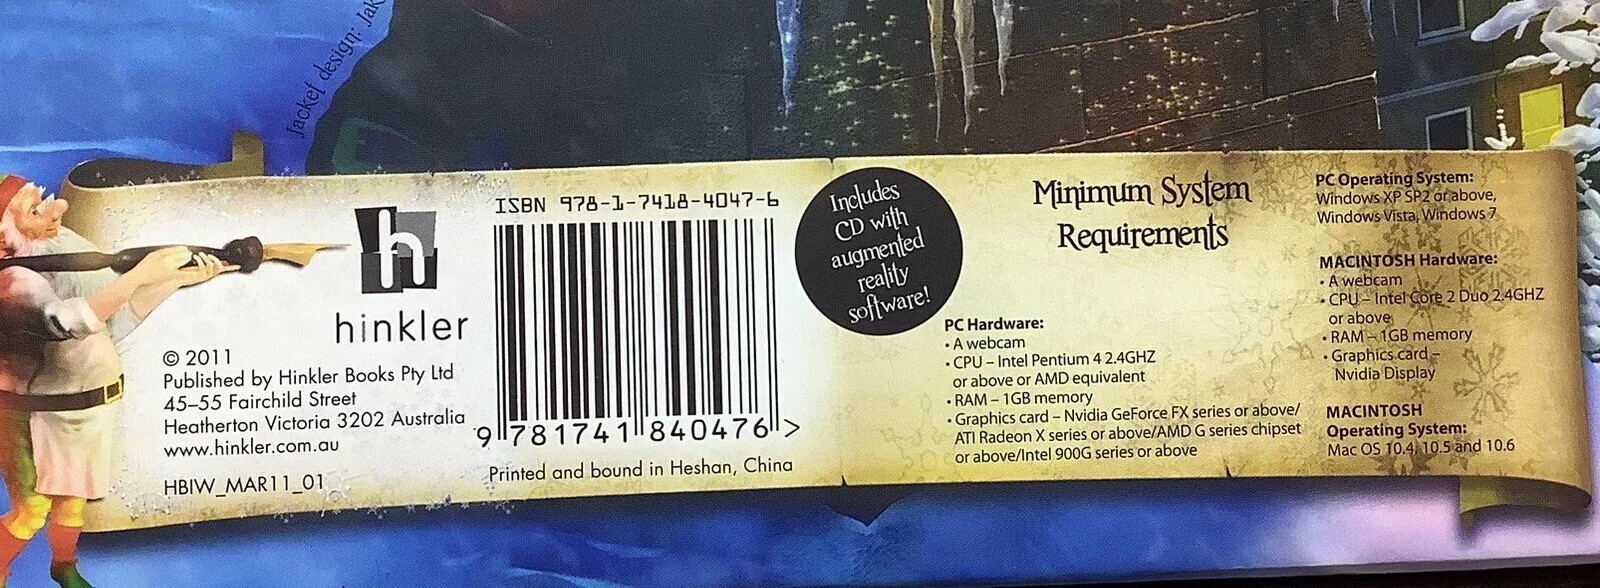 Jacket design: Jak
ISBN 978-1-7418-4047-6
h
hinkler
© 2011
Published by Hinkler Books Pty Ltd
45–55 Fairchild Street
Heatherton Victoria 3202 Australia
www.hinkler.com.au
HBIW_MAR11_01
9 781741 840476 >
Printed and bound in Heshan, China
Includes
CD with
augmented
reality
software!
Minimum System
Requirements
PC Hardware:
• A webcam
• CPU – Intel Pentium 4 2.4GHZ
or above or AMD equivalent
• RAM – 1GB memory
• Graphics card – Nvidia GeForce FX series or above/
ATI Radeon X series or above/AMD G series chipset
or above/Intel 900G series or above
PC Operating System:
Windows XP SP2 or above,
Windows Vista, Windows 7
MACINTOSH Hardware:
• A webcam
• CPU – Intel Core 2 Duo 2.4GHZ
or above
• RAM – 1GB memory
• Graphics card –
Nvidia Display
MACINTOSH
Operating System:
Mac OS 10.4, 10.5 and 10.6